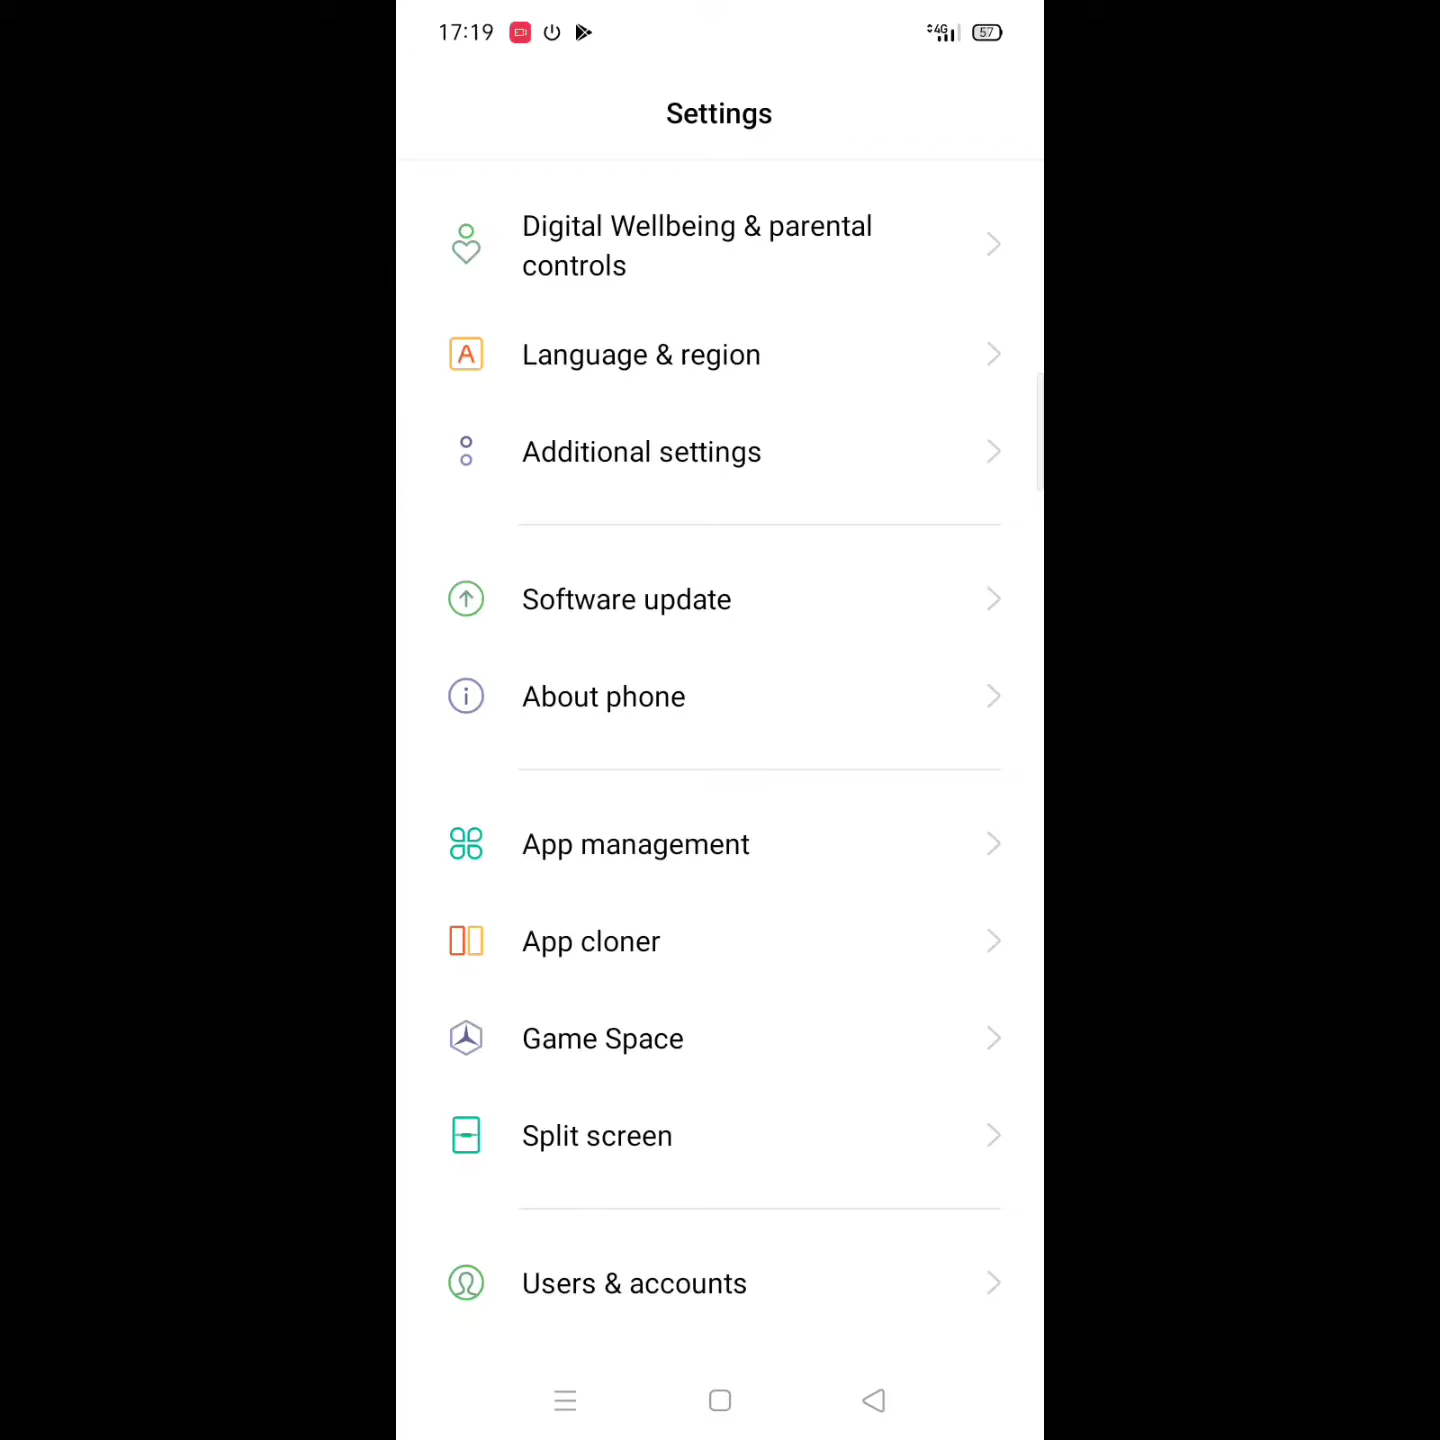 17:19
4G
57
Settings
Digital Wellbeing & parental
controls
A
Language & region
Additional settings
Software update
i
About phone
App management
App cloner
Game Space
Split screen
Users & accounts